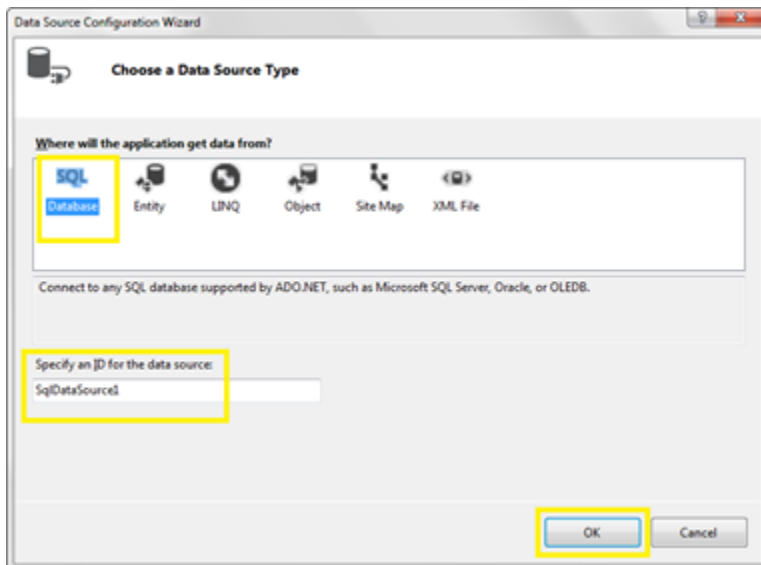 Data Source Configuration Wizard
Choose a Data Source Type
Where will the application get data from?
SQL
Database Entity LINQ Object Site Map XML File
Connect to any SQL database supported by ADO.NET, such as Microsoft SQL Server, Oracle, or OLEDB.
Specify an ID for the data source:
SqlDataSource1
OK Cancel